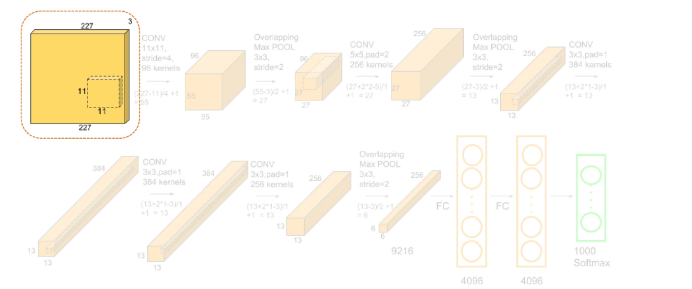 227
3
11
11
227
CONV
11x11,
stride=4,
96 kernels
(227-11)/4 +1
= 55
96
55
55
Overlapping
Max POOL
3x3,
stride=2
(55-3)/2 +1
= 27
96
27
27
CONV
5x5,pad=2
256 kernels
(27+2*2-5)/1
+1 = 27
256
27
27
Overlapping
Max POOL
3x3,
stride=2
(27-3)/2 +1
= 13
256
13
13
CONV
3x3,pad=1
384 kernels
(13+2*1-3)/1
+1 = 13
384
13
13
CONV
3x3,pad=1
384 kernels
(13+2*1-3)/1
+1 = 13
384
13
13
CONV
3x3,pad=1
256 kernels
(13+2*1-3)/1
+1 = 13
256
13
13
Overlapping
Max POOL
3x3,
stride=2
(13-3)/2 +1
= 6
256
6
6
9216
FC
4096
FC
4096
1000
Softmax